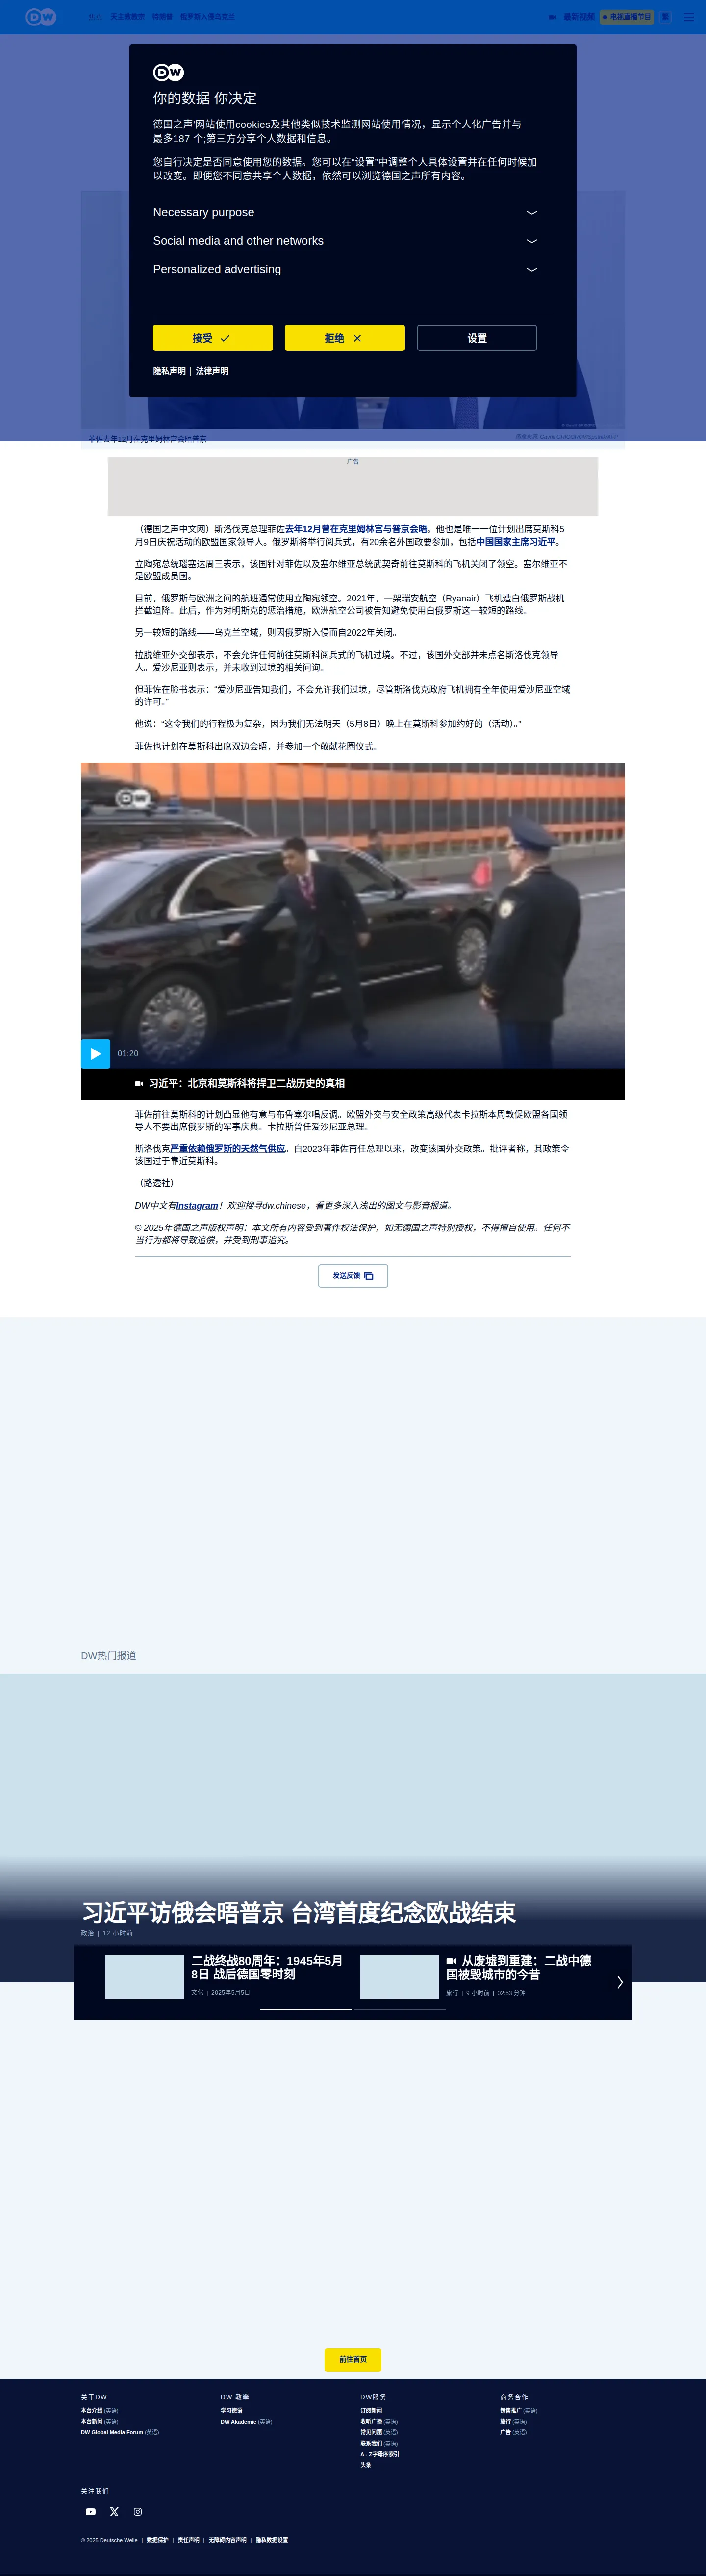 DW
焦点 天主教教宗 特朗普 俄罗斯入侵乌克兰
最新视频 电视直播节目 繁
DW
你的数据 你决定
德国之声'网站使用cookies及其他类似技术监测网站使用情况，显示个人化广告并与
最多187 个;第三方分享个人数据和信息。
您自行决定是否同意使用您的数据。您可以在“设置”中调整个人具体设置并在任何时候加
以改变。即便您不同意共享个人数据，依然可以浏览德国之声所有内容。
Necessary purpose
Social media and other networks
Personalized advertising
接受
拒绝
设置
隐私声明 | 法律声明
菲佐去年12月在克里姆林宫会晤普京
广告
（德国之声中文网）斯洛伐克总理菲佐去年12月曾在克里姆林宫与普京会晤。他也是唯一一位计划出席莫斯科5
月9日庆祝活动的欧盟国家领导人。俄罗斯将举行阅兵式，有20余名外国政要参加，包括中国国家主席习近平。
立陶宛总统瑙塞达周三表示，该国针对菲佐以及塞尔维亚总统武契奇前往莫斯科的飞机关闭了领空。塞尔维亚不
是欧盟成员国。
目前，俄罗斯与欧洲之间的航班通常使用立陶宛领空。2021年，一架瑞安航空（Ryanair）飞机遭白俄罗斯战机
拦截迫降。此后，作为对明斯克的惩治措施，欧洲航空公司被告知避免使用白俄罗斯这一较短的路线。
另一较短的路线——乌克兰空域，则因俄罗斯入侵而自2022年关闭。
拉脱维亚外交部表示，不会允许任何前往莫斯科阅兵式的飞机过境。不过，该国外交部并未点名斯洛伐克领导
人。爱沙尼亚则表示，并未收到过境的相关问询。
但菲佐在脸书表示：“爱沙尼亚告知我们，不会允许我们过境，尽管斯洛伐克政府飞机拥有全年使用爱沙尼亚空域
的许可。”
他说：“这令我们的行程极为复杂，因为我们无法明天（5月8日）晚上在莫斯科参加约好的（活动）。”
菲佐也计划在莫斯科出席双边会晤，并参加一个敬献花圈仪式。
DW
01:20
习近平：北京和莫斯科将捍卫二战历史的真相
菲佐前往莫斯科的计划凸显他有意与布鲁塞尔唱反调。欧盟外交与安全政策高级代表卡拉斯本周敦促欧盟各国领
导人不要出席俄罗斯的军事庆典。卡拉斯曾任爱沙尼亚总理。
斯洛伐克严重依赖俄罗斯的天然气供应。自2023年菲佐再任总理以来，改变该国外交政策。批评者称，其政策令
该国过于靠近莫斯科。
（路透社）
DW中文有Instagram！欢迎搜寻dw.chinese，看更多深入浅出的图文与影音报道。
© 2025年德国之声版权声明：本文所有内容受到著作权法保护，如无德国之声特别授权，不得擅自使用。任何不
当行为都将导致追偿，并受到刑事追究。
发送反馈
DW热门报道
习近平访俄会晤普京 台湾首度纪念欧战结束
政治 | 12 小时前
二战终战80周年：1945年5月
8日 战后德国零时刻
文化 | 2025年5月5日
从废墟到重建：二战中德
国被毁城市的今昔
旅行 | 9 小时前 | 02:53 分钟
前往首页
关于DW
本台介绍 (英语)
本台新闻 (英语)
DW Global Media Forum (英语)
DW 教学
学习德语
DW Akademie (英语)
DW服务
订阅新闻
收听广播 (英语)
常见问题 (英语)
联系我们 (英语)
A - Z字母序索引
头条
商务合作
销售推广 (英语)
旅行 (英语)
广告 (英语)
关注我们
© 2025 Deutsche Welle | 数据保护 | 责任声明 | 无障碍内容声明 | 隐私数据设置